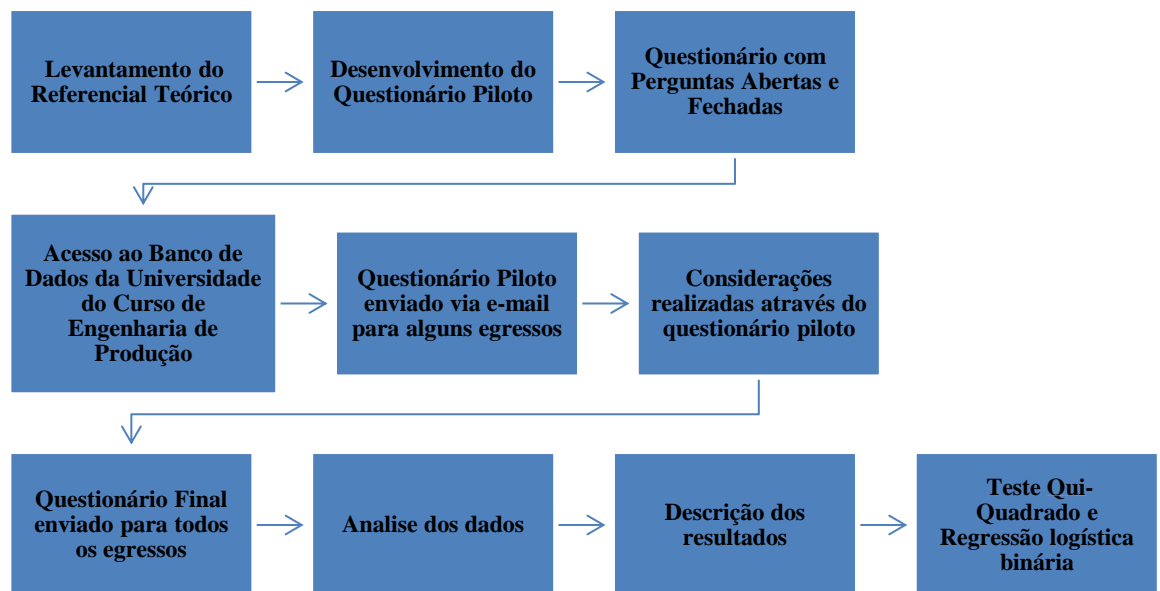 Levantamento do
Referencial Teórico
Desenvolvimento do
Questionário Piloto
Questionário com
Perguntas Abertas e
Fechadas
Acesso ao Banco de
Dados da Universidade
do Curso de
Engenharia de
Produção
Questionário Piloto
enviado via e-mail
para alguns egressos
Considerações
realizadas através do
questionário piloto
Questionário Final
enviado para todos
os egressos
Analise dos dados
Descrição dos
resultados
Teste Qui-
Quadrado e
Regressão logística
binária